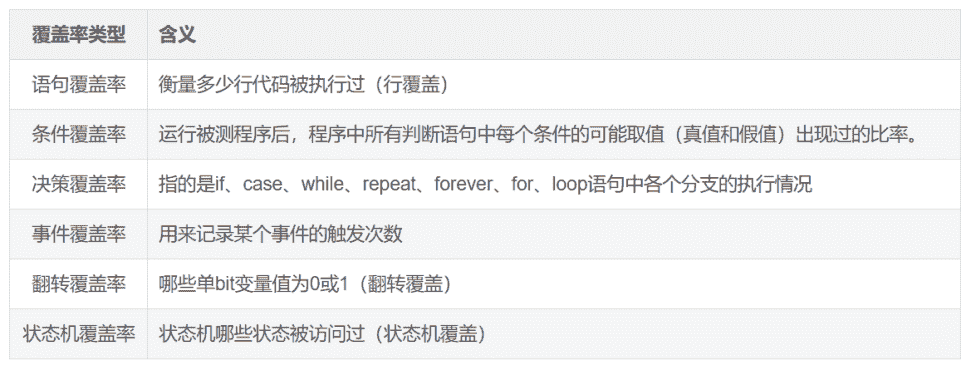 覆盖率类型 含义
语句覆盖率 衡量多少行代码被执行过（行覆盖）
条件覆盖率 运行被测程序后，程序中所有判断语句中每个条件的可能取值（真值和假值）出现过的比率。
决策覆盖率 指的是if、case、while、repeat、forever、for、loop语句中各个分支的执行情况
事件覆盖率 用来记录某个事件的触发次数
翻转覆盖率 哪些单bit变量值为0或1（翻转覆盖）
状态机覆盖率 状态机哪些状态被访问过（状态机覆盖）